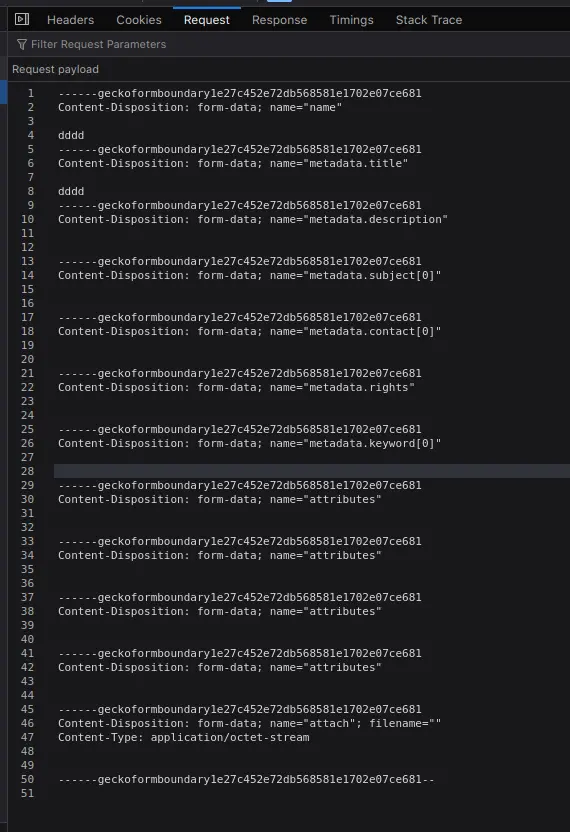 Headers Cookies Request Response Timings Stack Trace
Filter Request Parameters
Request payload
1 ------geckoformboundary1e27c452e72db568581e1702e07ce681
2 Content-Disposition: form-data; name="name"
3
4 dddd
5 ------geckoformboundary1e27c452e72db568581e1702e07ce681
6 Content-Disposition: form-data; name="metadata.title"
7
8 dddd
9 ------geckoformboundary1e27c452e72db568581e1702e07ce681
10 Content-Disposition: form-data; name="metadata.description"
11
12
13 ------geckoformboundary1e27c452e72db568581e1702e07ce681
14 Content-Disposition: form-data; name="metadata.subject[0]"
15
16
17 ------geckoformboundary1e27c452e72db568581e1702e07ce681
18 Content-Disposition: form-data; name="metadata.contact[0]"
19
20
21 ------geckoformboundary1e27c452e72db568581e1702e07ce681
22 Content-Disposition: form-data; name="metadata.rights"
23
24
25 ------geckoformboundary1e27c452e72db568581e1702e07ce681
26 Content-Disposition: form-data; name="metadata.keyword[0]"
27
28
29 ------geckoformboundary1e27c452e72db568581e1702e07ce681
30 Content-Disposition: form-data; name="attributes"
31
32
33 ------geckoformboundary1e27c452e72db568581e1702e07ce681
34 Content-Disposition: form-data; name="attributes"
35
36
37 ------geckoformboundary1e27c452e72db568581e1702e07ce681
38 Content-Disposition: form-data; name="attributes"
39
40
41 ------geckoformboundary1e27c452e72db568581e1702e07ce681
42 Content-Disposition: form-data; name="attributes"
43
44
45 ------geckoformboundary1e27c452e72db568581e1702e07ce681
46 Content-Disposition: form-data; name="attach"; filename=""
47 Content-Type: application/octet-stream
48
49
50 ------geckoformboundary1e27c452e72db568581e1702e07ce681--
51